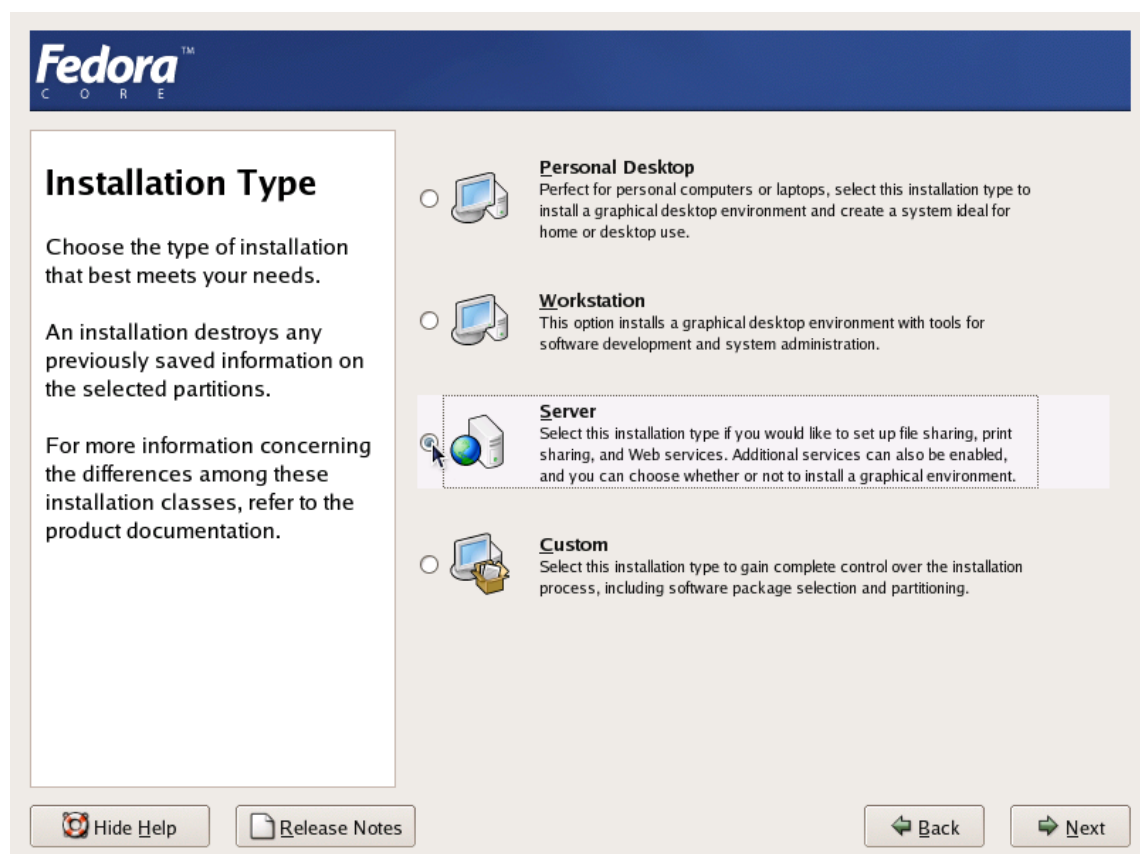 Fedora™
CORE
Installation Type
Choose the type of installation
that best meets your needs.
An installation destroys any
previously saved information on
the selected partitions.
For more information concerning
the differences among these
installation classes, refer to the
product documentation.
Personal Desktop
Perfect for personal computers or laptops, select this installation type to
install a graphical desktop environment and create a system ideal for
home or desktop use.
Workstation
This option installs a graphical desktop environment with tools for
software development and system administration.
Server
Select this installation type if you would like to set up file sharing, print
sharing, and Web services. Additional services can also be enabled,
and you can choose whether or not to install a graphical environment.
Custom
Select this installation type to gain complete control over the installation
process, including software package selection and partitioning.
Hide Help
Release Notes
Back
Next